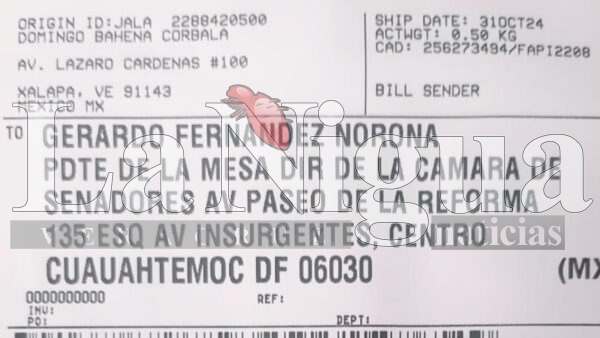 ORIGIN ID:JALA 2288420500
DOMINGO BAHENA CORBALA
AV. LAZARO CARDENAS #100
XALAPA, VE 91143
MEXICO MX
SHIP DATE: 31OCT24
ACTWGT: 0.50 KG
CAD: 256273494/FAPI2208
BILL SENDER
TO GERARDO FERNANDEZ NORONA
PDTE DE LA MESA DIR DE LA CAMARA DE
SENADORES AV PASEO DE LA REFORMA
135 ESQ AV INSURGENTES, CENTRO
CUAUAHTEMOC DF 06030
(MX
0000000000
REF:
INV:
PO:
DEPT:
La Nigua
noticias